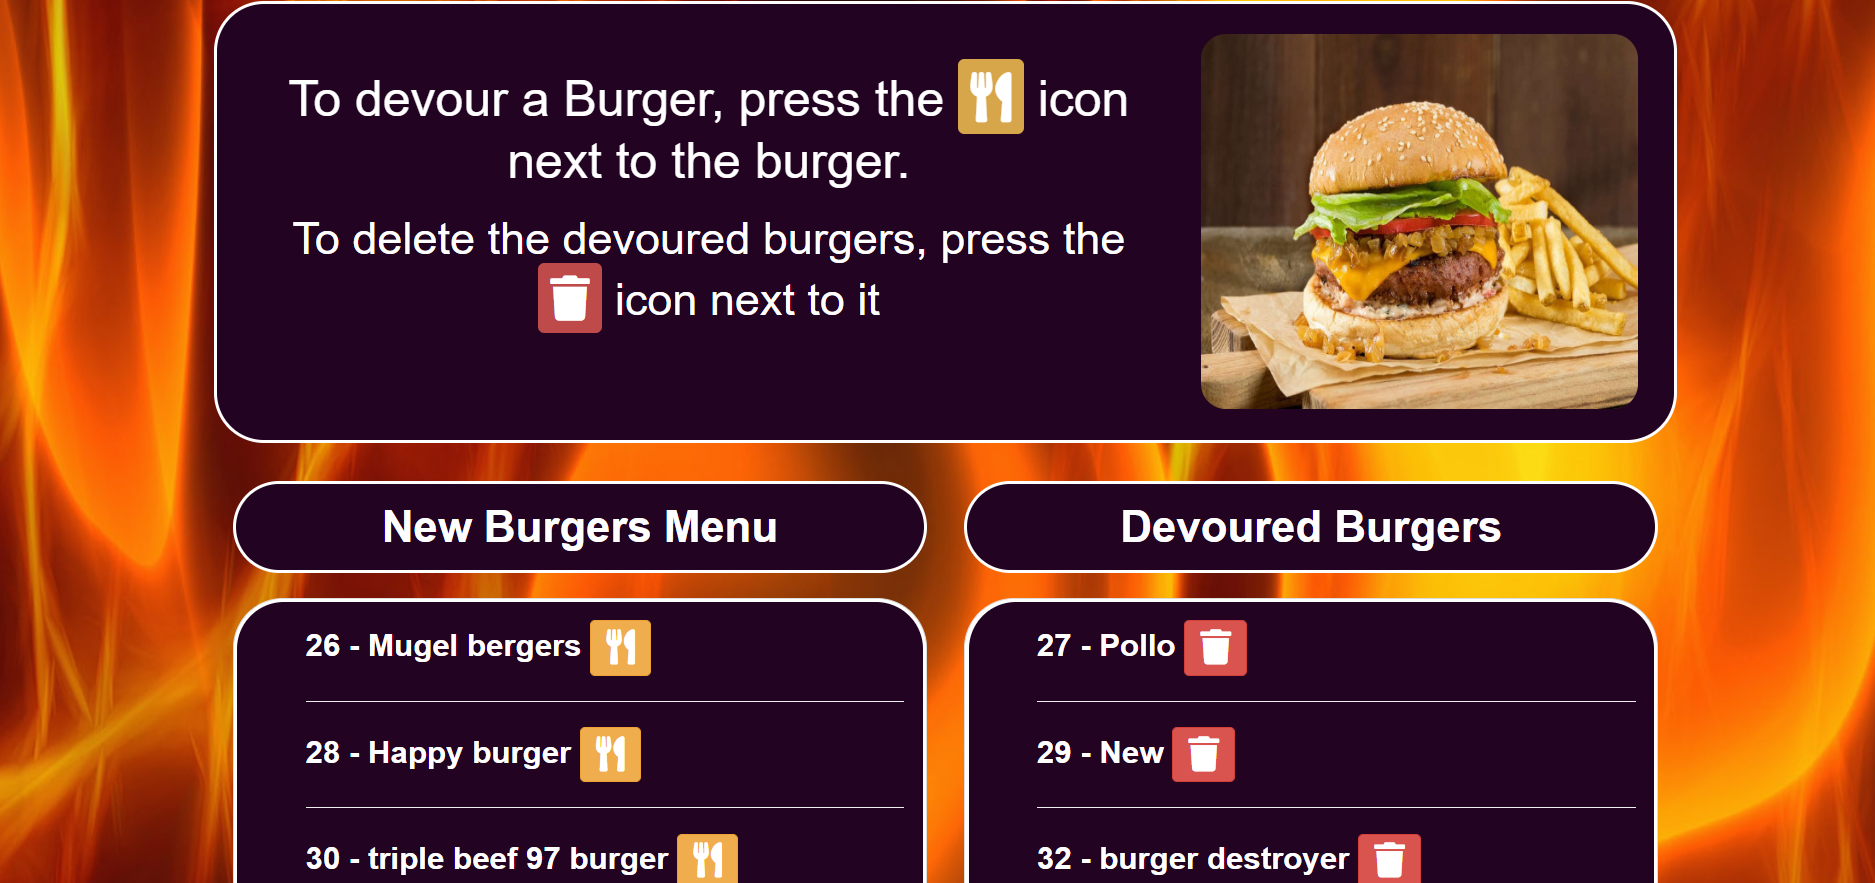 To devour a Burger, press the icon
next to the burger.
To delete the devoured burgers, press the
icon next to it
New Burgers Menu
Devoured Burgers
26 - Mugel bergers
28 - Happy burger
30 - triple beef 97 burger
27 - Pollo
29 - New
32 - burger destroyer